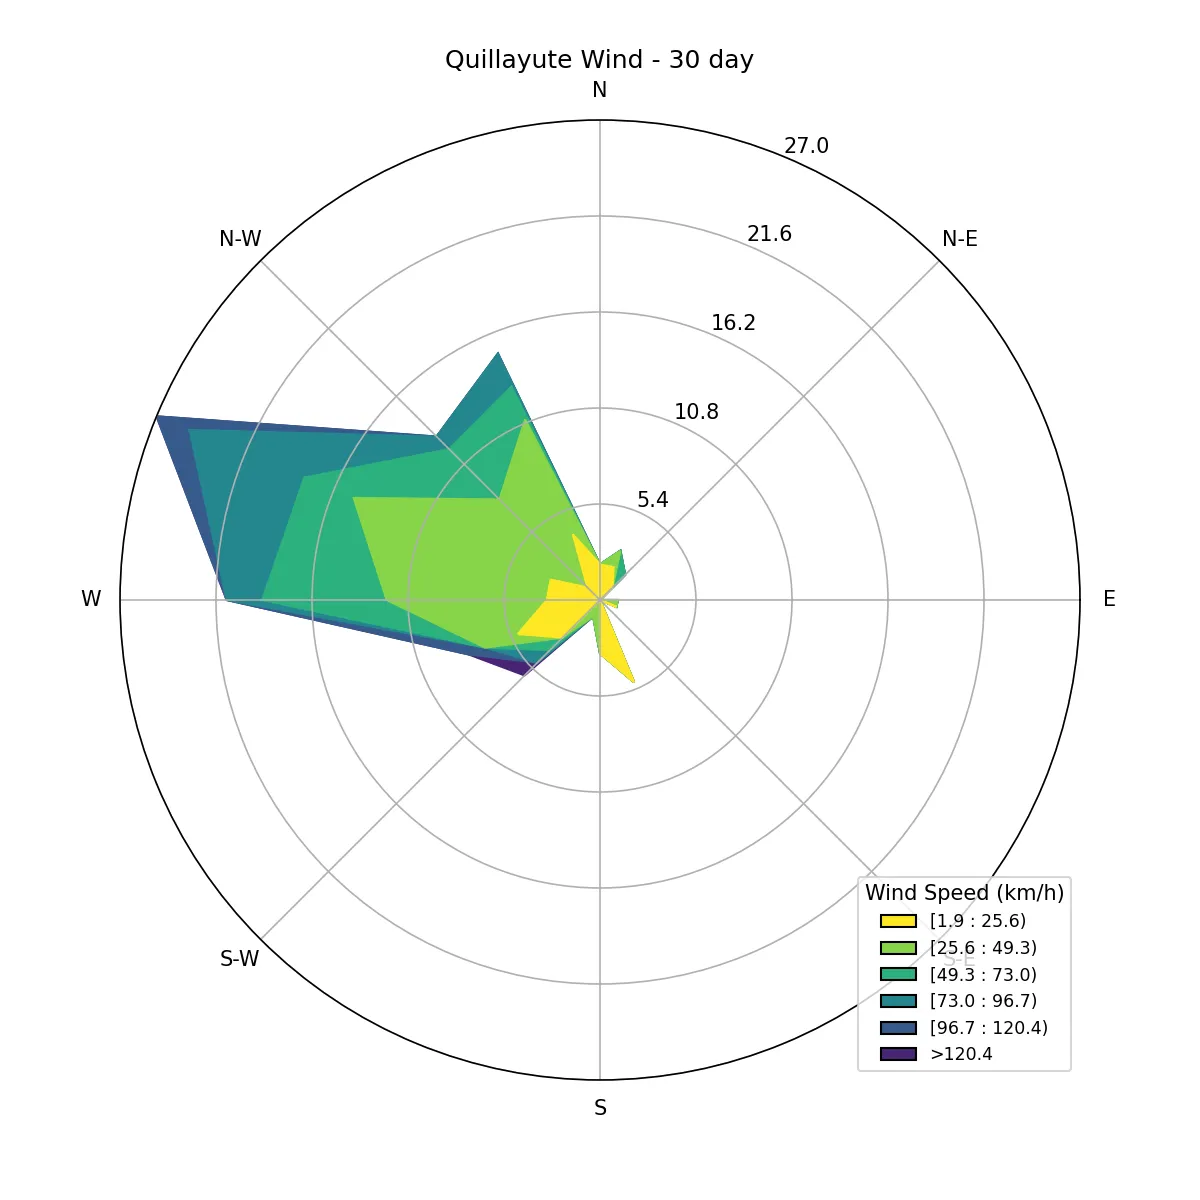 Quillayute Wind - 30 day
N
27.0
N-W
N-E
21.6
16.2
10.8
5.4
W
E
Wind Speed (km/h)
[1.9 : 25.6)
[25.6 : 49.3)
S-W
S-E
[49.3 : 73.0)
[73.0 : 96.7)
[96.7 : 120.4)
>120.4
S